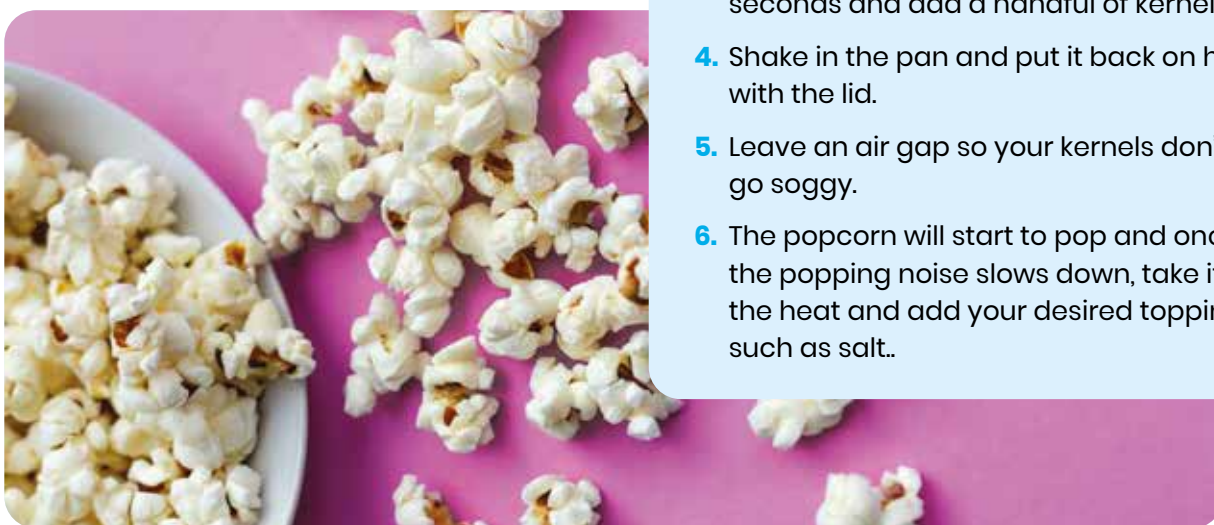 seconds and add a handful of kernel
4. Shake in the pan and put it back on h
with the lid.
5. Leave an air gap so your kernels don'
go soggy.
6. The popcorn will start to pop and onc
the popping noise slows down, take i
the heat and add your desired toppin
such as salt..